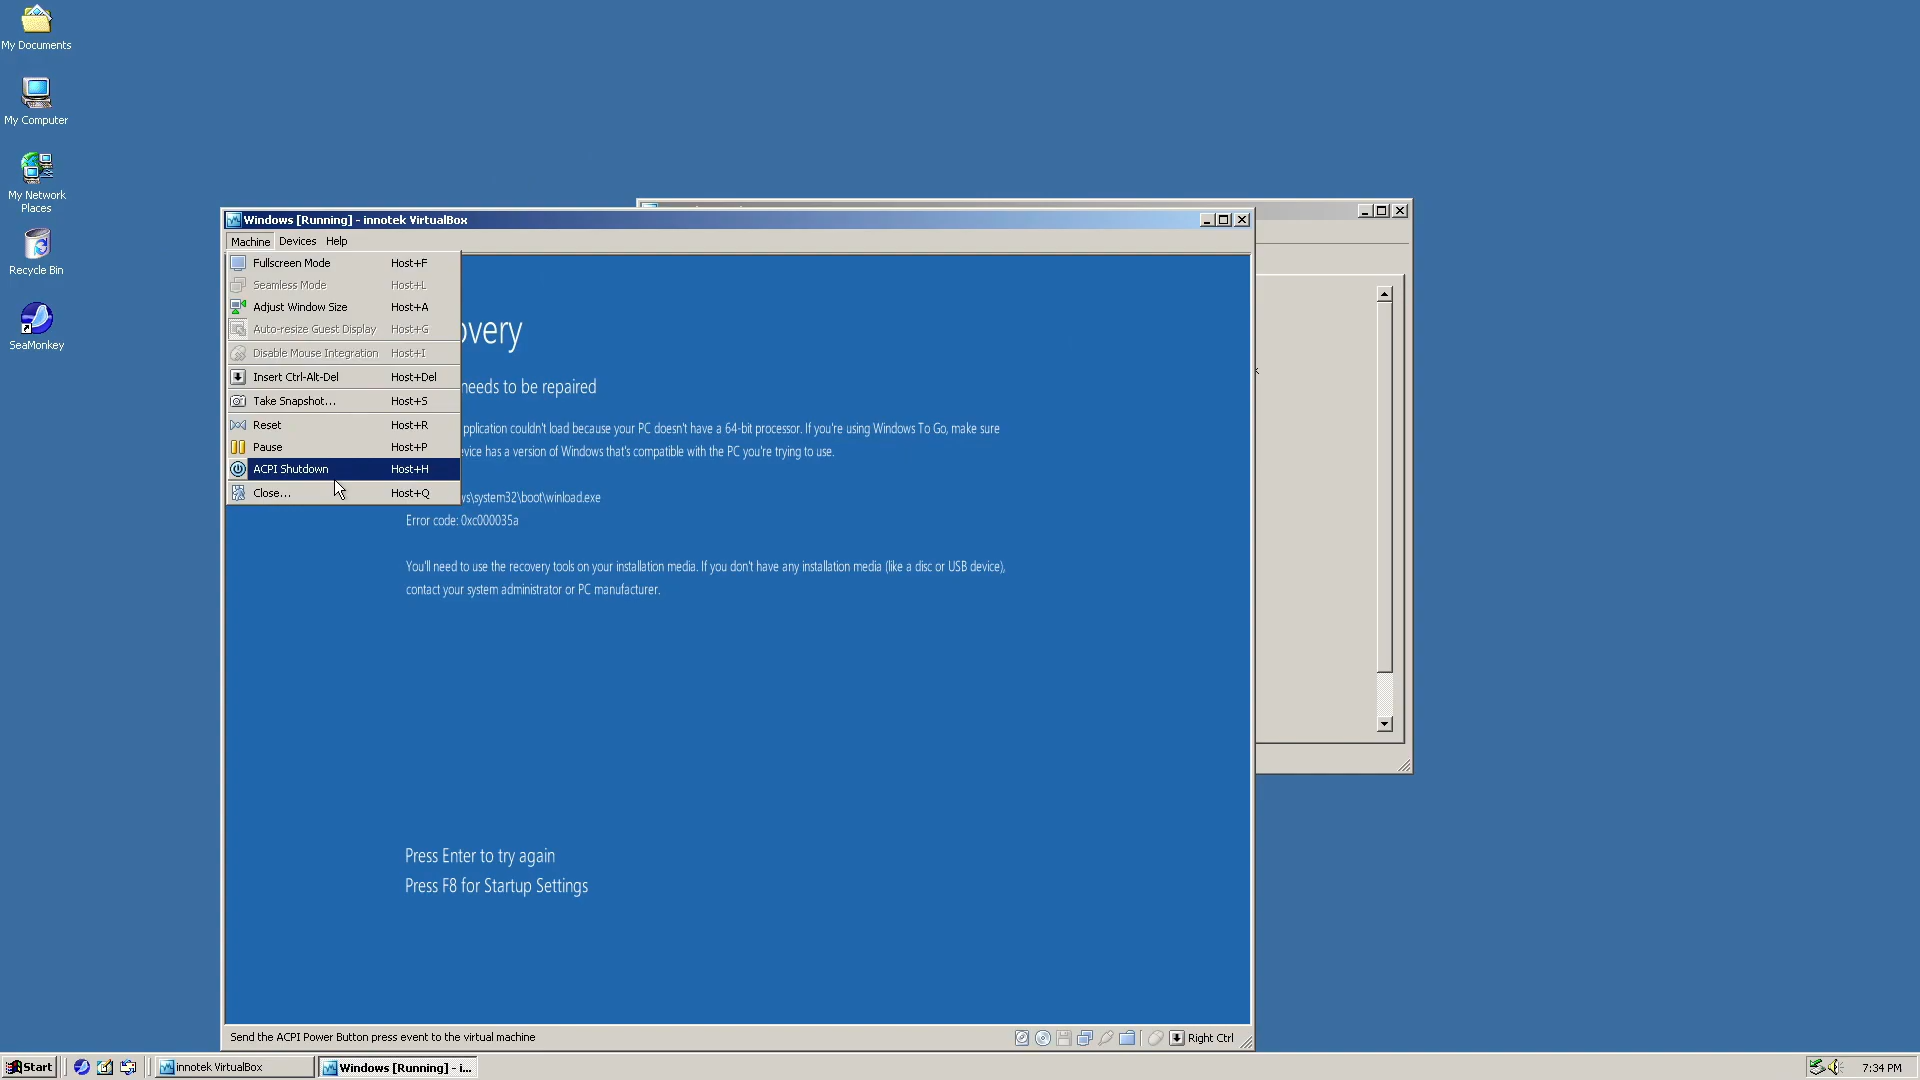 My Documents
My Computer
My Network
Places
Recycle Bin
SeaMonkey
Windows [Running] - innotek VirtualBox
Machine Devices Help
Fullscreen Mode Host+F
Seamless Mode Host+L
Adjust Window Size Host+A
Auto-resize Guest Display Host+G
Disable Mouse Integration Host+I
Insert Ctrl-Alt-Del Host+Del
Take Snapshot... Host+S
Reset Host+R
Pause Host+P
ACPI Shutdown Host+H
Close... Host+Q
overy
needs to be repaired
pplication couldn't load because your PC doesn't have a 64-bit processor. If you're using Windows To Go, make sure
evice has a version of Windows that's compatible with the PC you're trying to use.
ws\system32\boot\winload.exe
Error code: 0xc000035a
You'll need to use the recovery tools on your installation media. If you don't have any installation media (like a disc or USB device),
contact your system administrator or PC manufacturer.
Press Enter to try again
Press F8 for Startup Settings
Send the ACPI Power Button press event to the virtual machine
Right Ctrl
Start
innotek VirtualBox
Windows [Running] - i...
7:34 PM